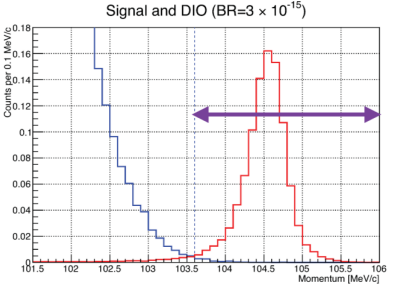 Signal and DIO (BR=3 × 10⁻¹⁵)
Counts per 0.1 MeV/c
0.18
0.16
0.14
0.12
0.1
0.08
0.06
0.04
0.02
0
101.5 102 102.5 103 103.5 104 104.5 105 105.5 106
Momentum [MeV/c]